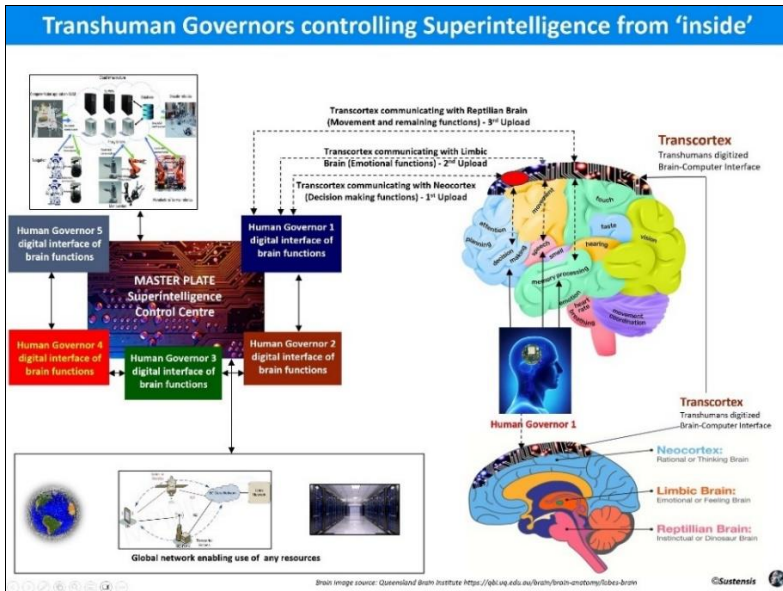 Transhuman Governors controlling Superintelligence from 'inside'
Transcortex communicating with Reptilian Brain
(Movement and remaining functions) - 3rd Upload
Transcortex communicating with Limbic
Brain (Emotional functions) - 2nd Upload
Transcortex communicating with Neocortex
(Decision making functions) - 1st Upload
Transcortex
Transhumans digitized
Brain-Computer Interface
Human Governor 5
digital interface of
brain functions
Human Governor 1
digital interface of
brain functions
MASTER PLATE
Superintelligence
Control Centre
Human Governor 4
digital interface of
brain functions
Human Governor 3
digital interface of
brain functions
Human Governor 2
digital interface of
brain functions
attention
planning
decision
making
movement
speech
smell
touch
taste
hearing
vision
memory processing
emotion
heart
rate
breathing
movement
coordination
Human Governor 1
Transcortex
Transhumans digitized
Brain-Computer Interface
Neocortex:
Rational or Thinking Brain
Limbic Brain:
Emotional or Feeling Brain
Reptillian Brain:
Instinctual or Dinosaur Brain
Global network enabling use of any resources
Brain image source: Queensland Brain Institute https://qbi.uq.edu.au/brain/brain-anatomy/lobes-brain
©Sustensis